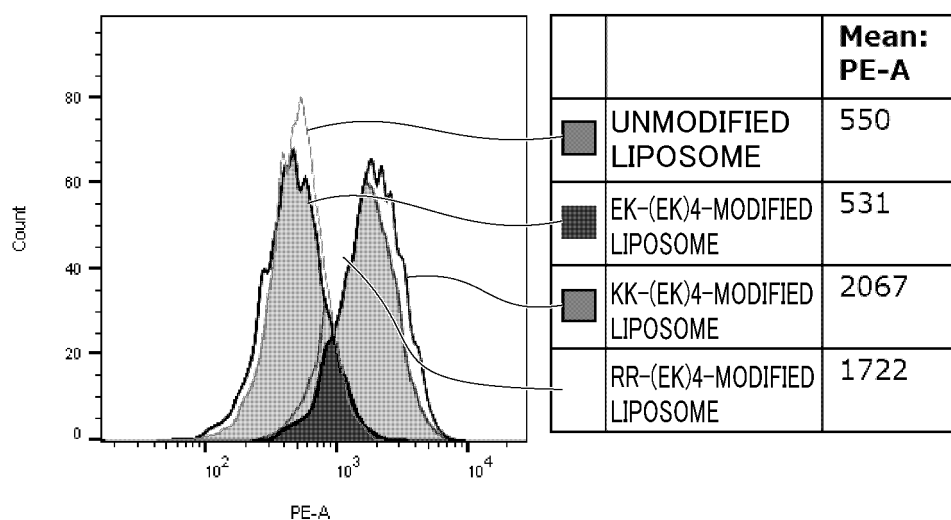 Count
80
60
40
20
0
10^2
10^3
10^4
PE-A
Mean:
PE-A
UNMODIFIED
LIPOSOME
550
EK-(EK)4-MODIFIED
LIPOSOME
531
KK-(EK)4-MODIFIED
LIPOSOME
2067
RR-(EK)4-MODIFIED
LIPOSOME
1722